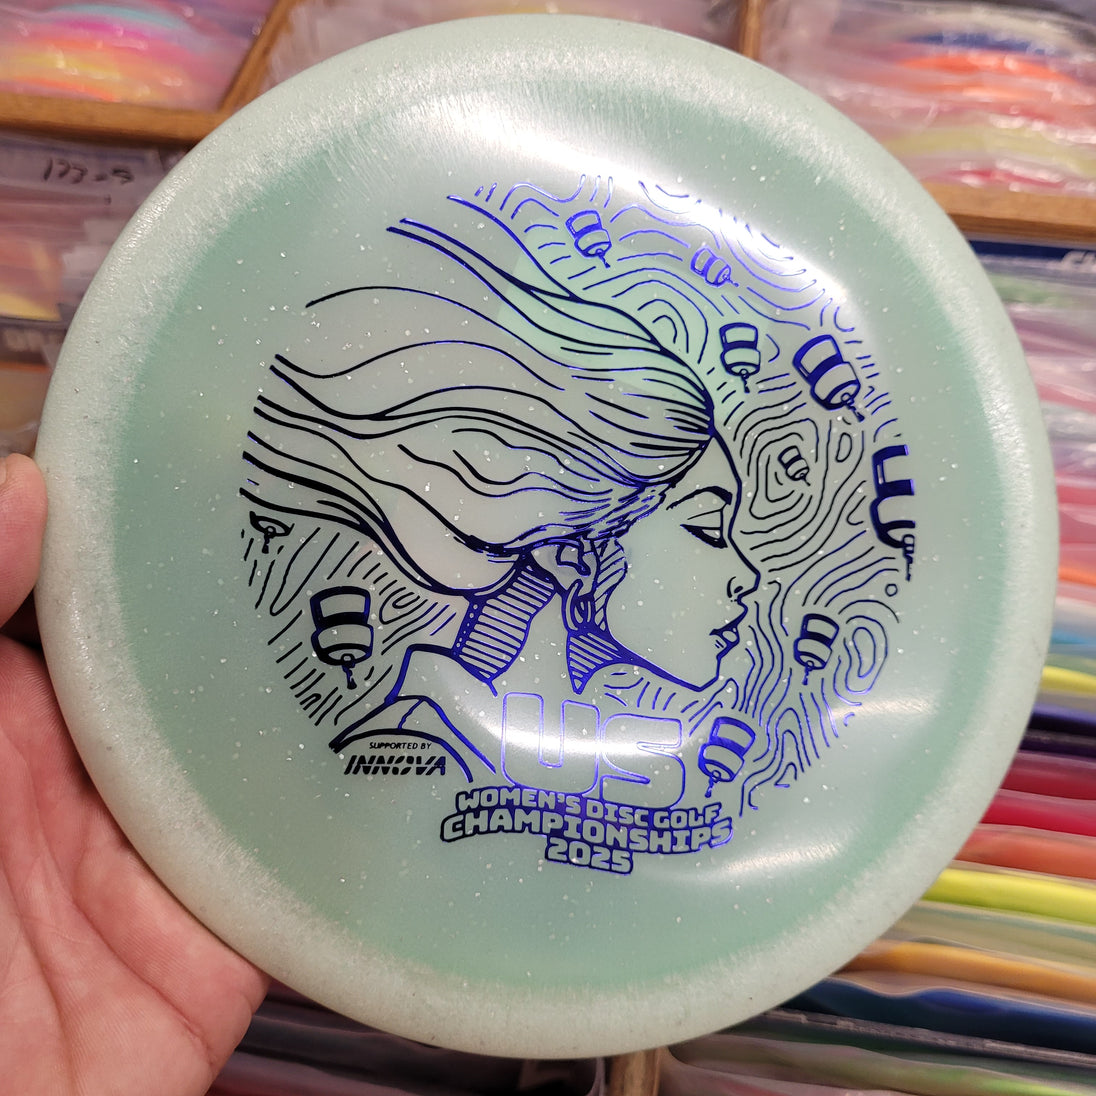 SUPPORTED BY
INNOVA
US
WOMEN'S DISC GOLF
CHAMPIONSHIPS
2025